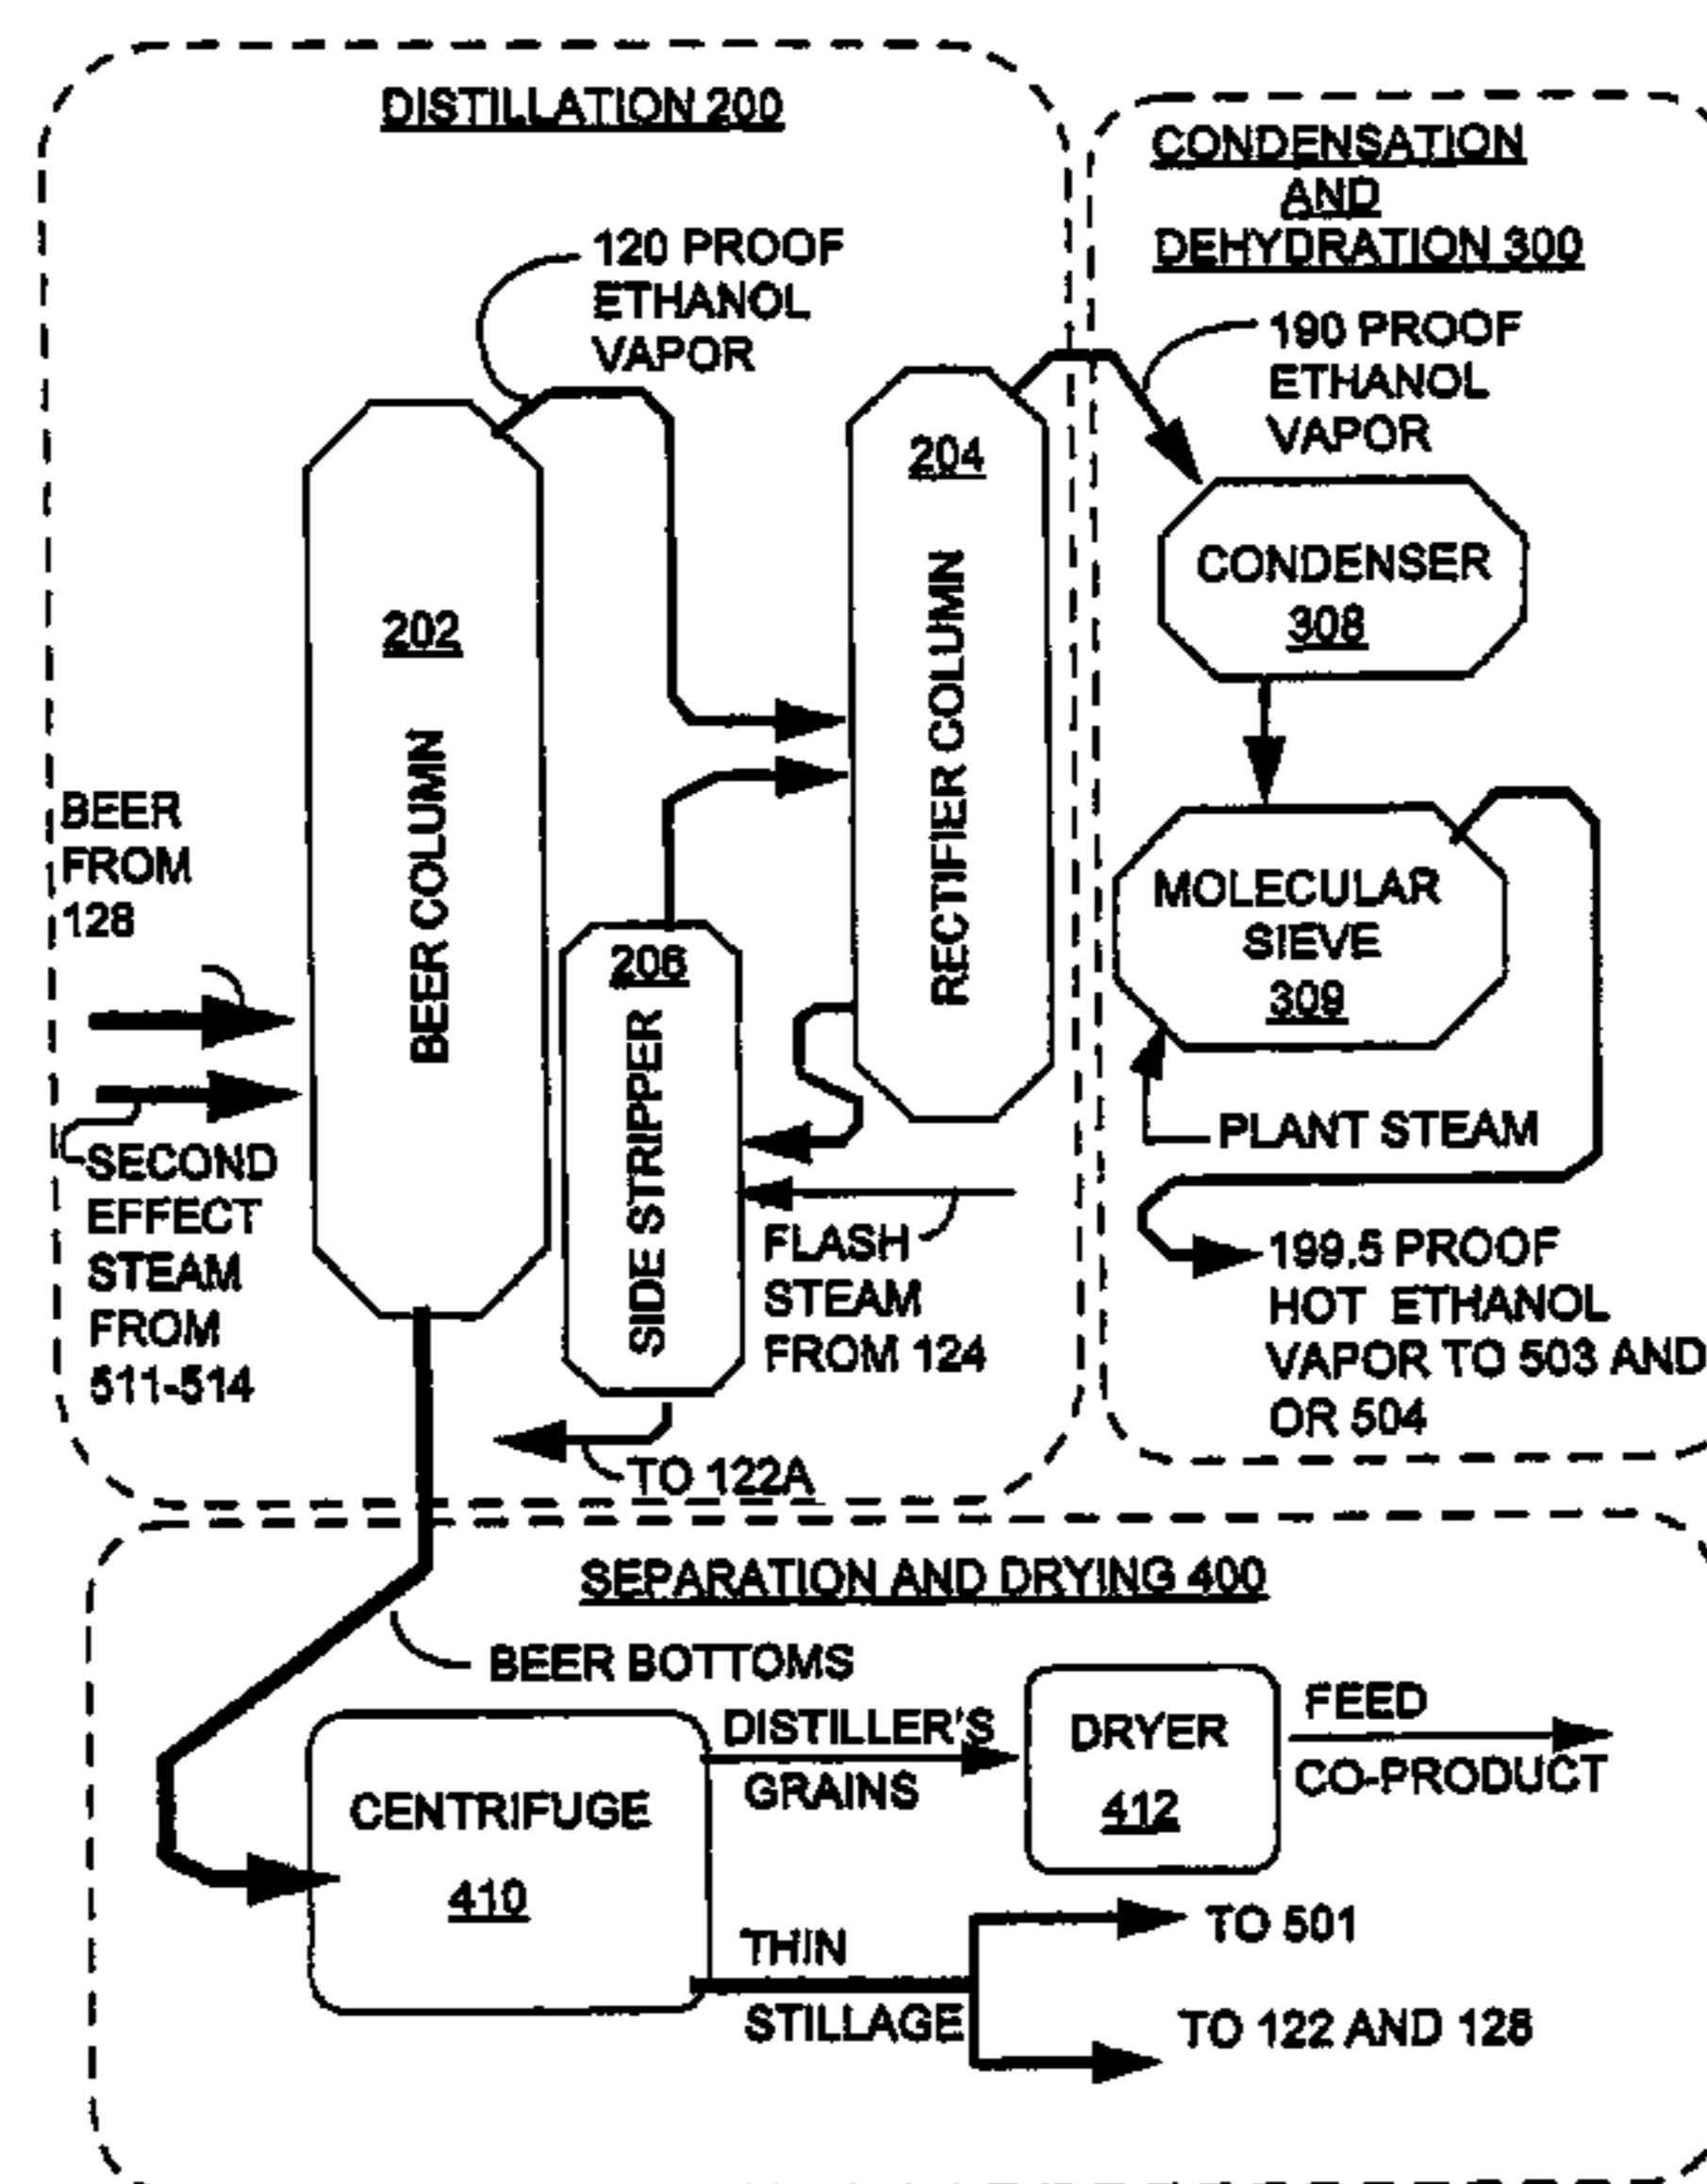 DISTILLATION 200
CONDENSATION
AND
DEHYDRATION 300
120 PROOF
ETHANOL
VAPOR
190 PROOF
ETHANOL
VAPOR
202
BEER COLUMN
204
RECTIFIER COLUMN
CONDENSER
308
BEER
FROM
128
MOLECULAR
SIEVE
309
206
SIDE STRIPPER
PLANT STEAM
SECOND
EFFECT
STEAM
FROM
511-514
FLASH
STEAM
FROM 124
199.5 PROOF
HOT ETHANOL
VAPOR TO 503 AND
OR 504
TO 122A
SEPARATION AND DRYING 400
BEER BOTTOMS
CENTRIFUGE
410
DISTILLER'S
GRAINS
DRYER
412
FEED
CO-PRODUCT
THIN
STILLAGE
TO 501
TO 122 AND 128